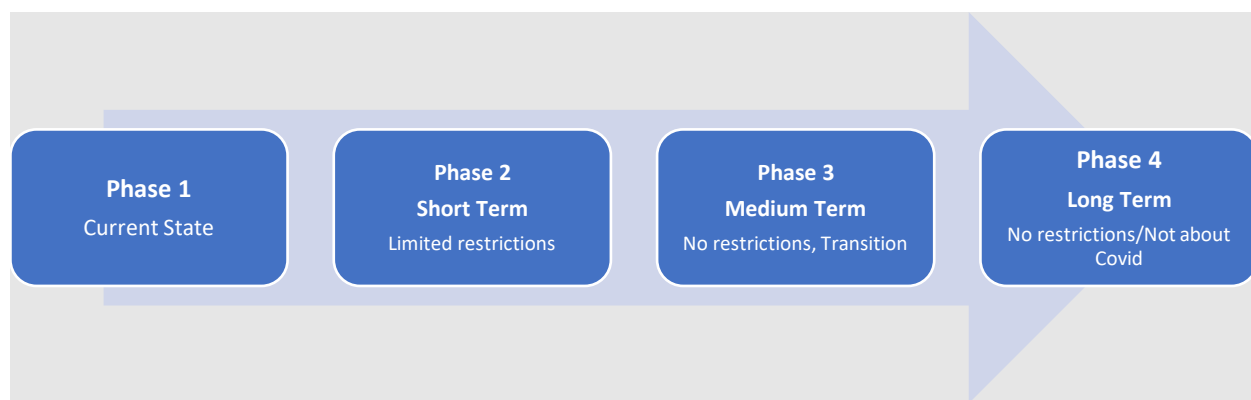 Phase 1
Current State
Phase 2
Short Term
Limited restrictions
Phase 3
Medium Term
No restrictions, Transition
Phase 4
Long Term
No restrictions/Not about
Covid